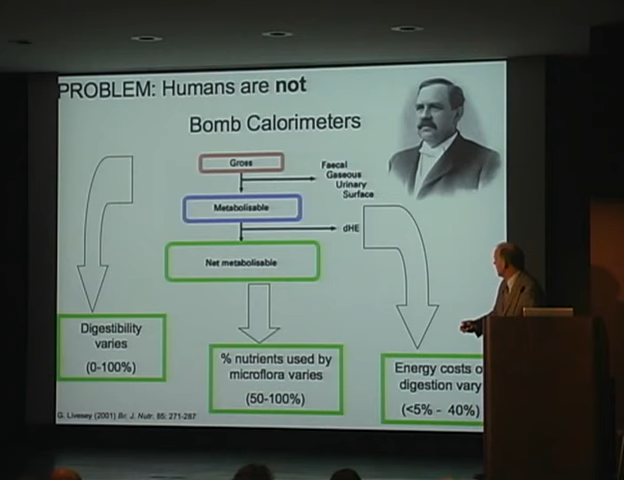 PROBLEM: Humans are not
Bomb Calorimeters
Gross
Faecal
Gaseous
Urinary
Surface
Metabolisable
dHE
Net metabolisable
Digestibility
varies
(0-100%)
% nutrients used by
microflora varies
(50-100%)
Energy costs o
digestion vary
(<5% - 40%)
G. Livesey (2001) Br. J. Nutr. 85: 271-287